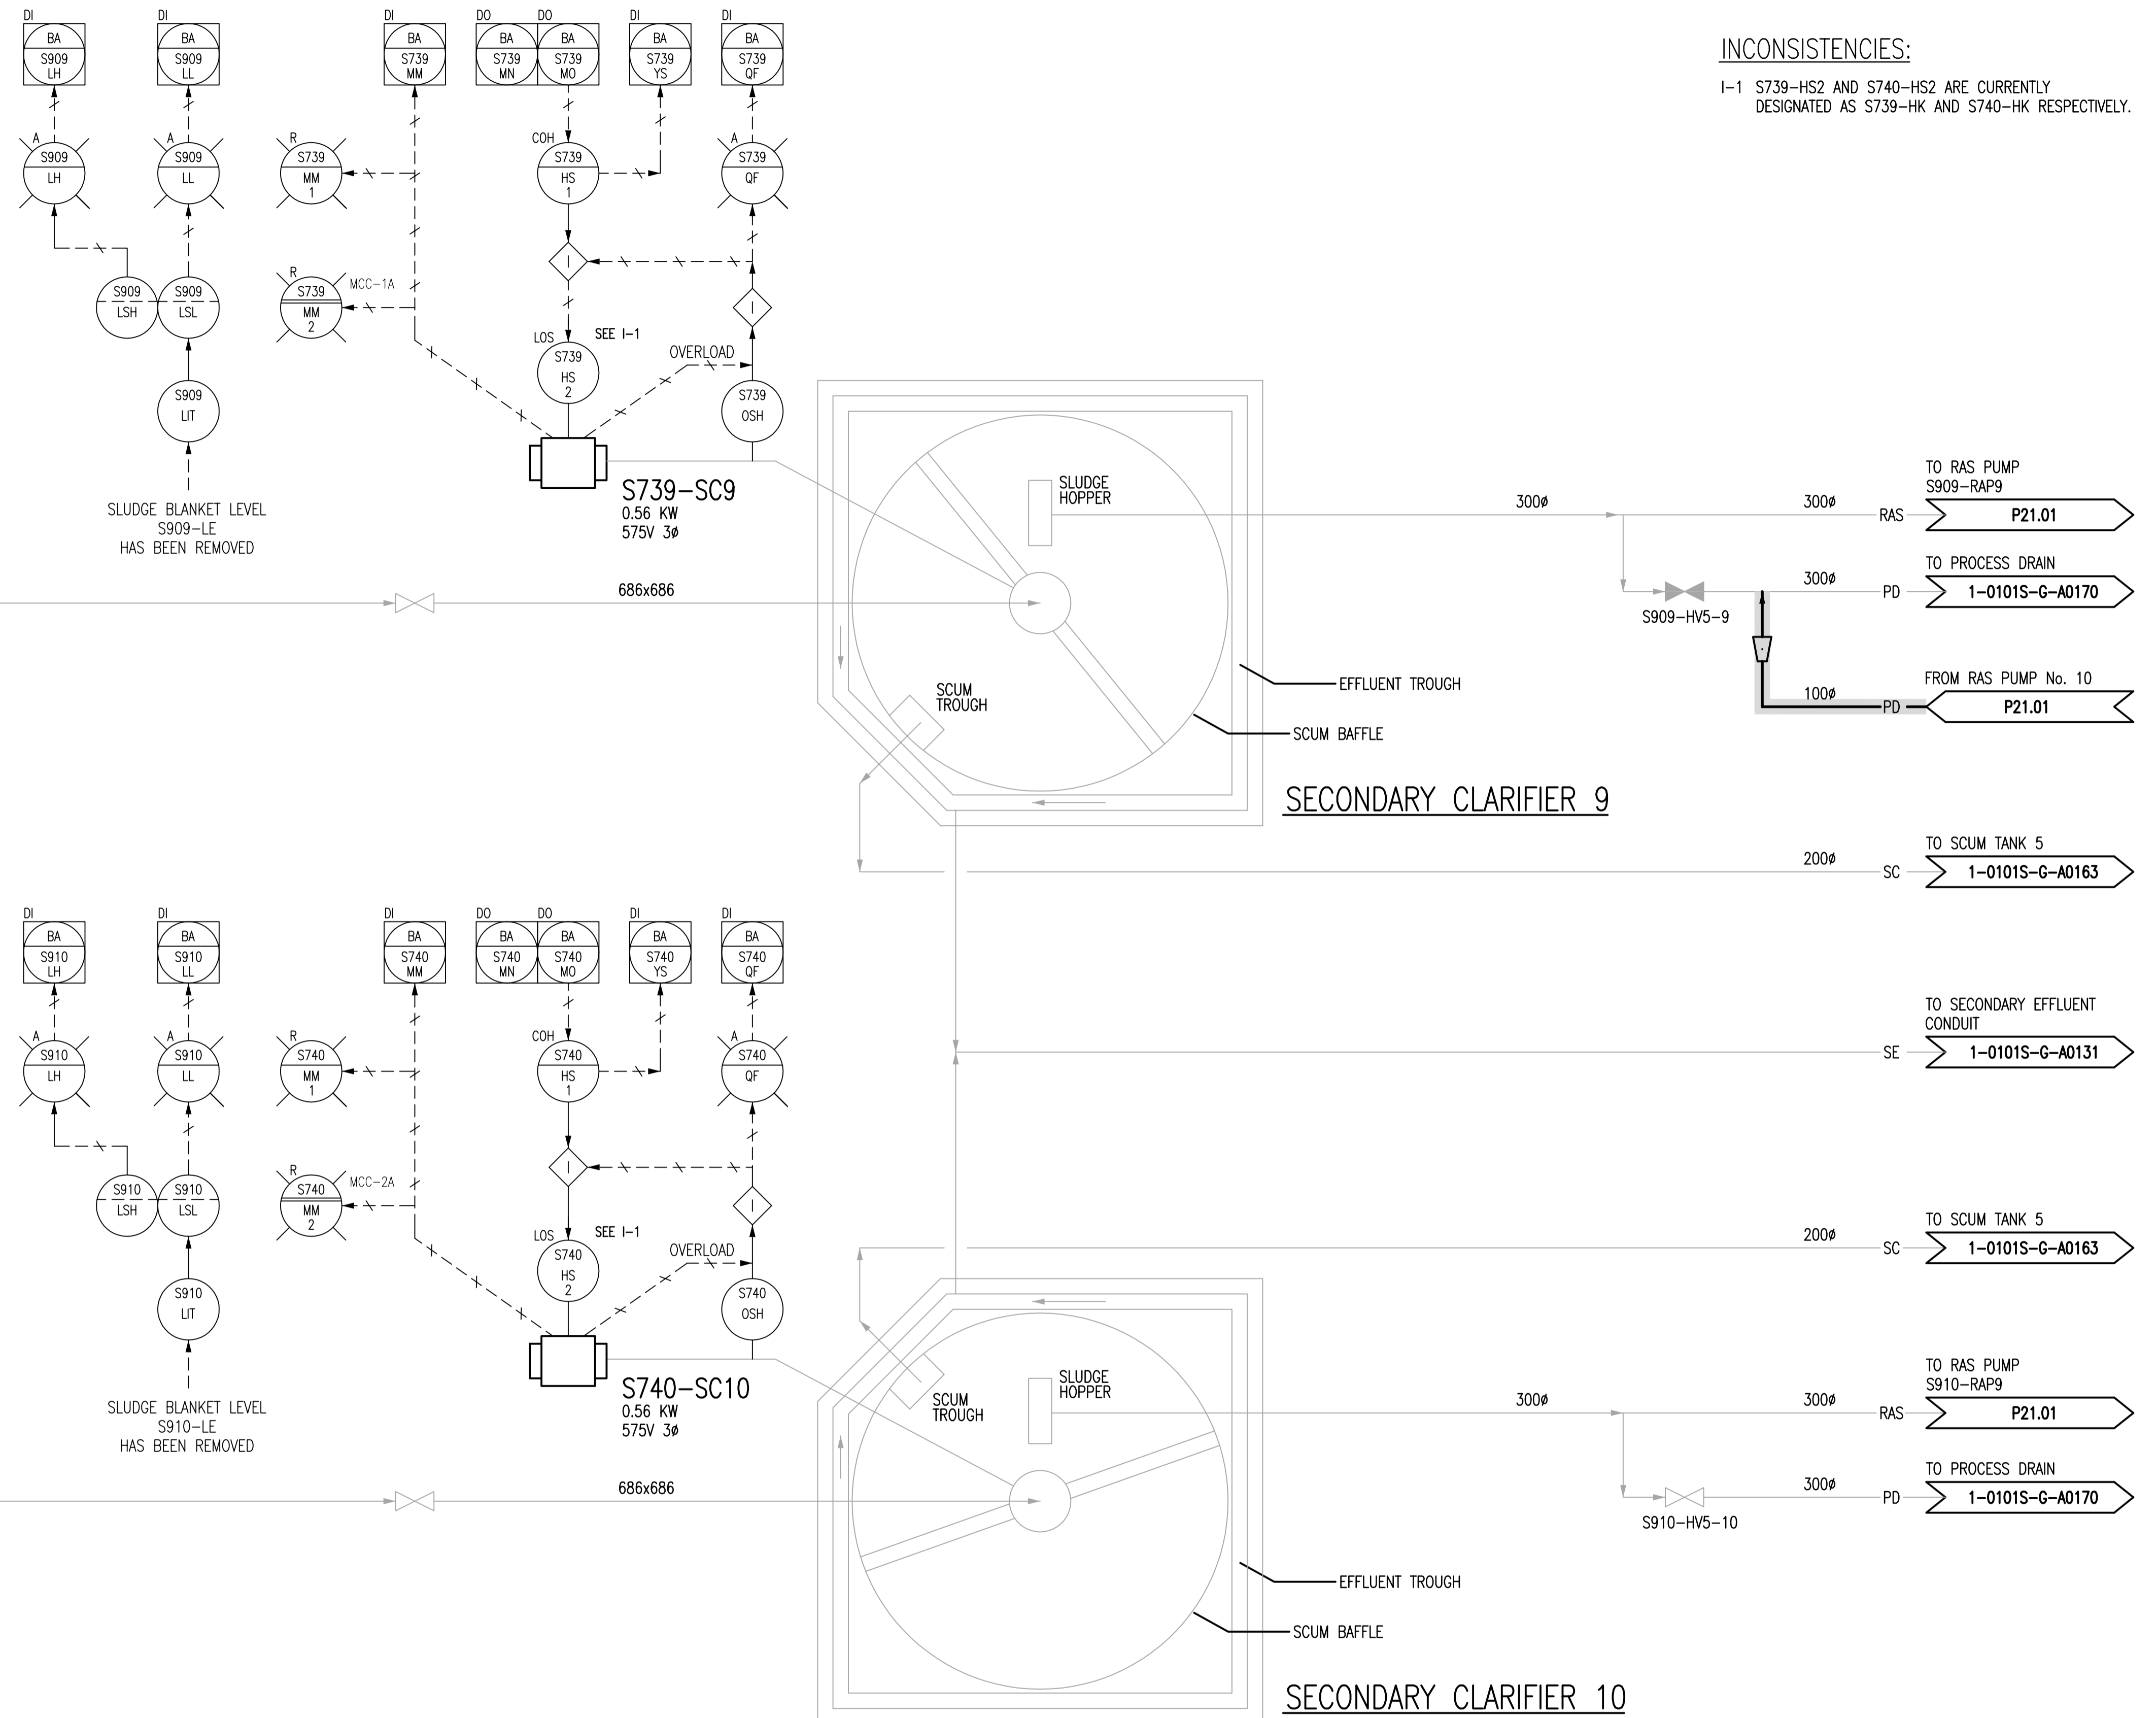 INCONSISTENCIES:
I-1 S739-HS2 AND S740-HS2 ARE CURRENTLY
DESIGNATED AS S739-HK AND S740-HK RESPECTIVELY.
DI
BA
S909
LH
DI
BA
S909
LL
DI
BA
S739
MM
DO
BA
S739
MN
DO
BA
S739
MO
DI
BA
S739
YS
DI
BA
S739
QF
A
S909
LH
A
S909
LL
R
S739
MM
1
COH
S739
HS
1
A
S739
QF
I
S909
LSH
S909
LSL
R
S739
MM
2
MCC-1A
I
LOS
S739
HS
2
SEE I-1
OVERLOAD
S909
LIT
S739
OSH
SLUDGE BLANKET LEVEL
S909-LE
HAS BEEN REMOVED
S739-SC9
0.56 KW
575V 3ø
686x686
SLUDGE
HOPPER
SCUM
TROUGH
EFFLUENT TROUGH
SCUM BAFFLE
SECONDARY CLARIFIER 9
300ø
300ø
RAS
TO RAS PUMP
S909-RAP9
P21.01
S909-HV5-9
300ø
PD
TO PROCESS DRAIN
1-0101S-G-A0170
100ø
PD
FROM RAS PUMP No. 10
P21.01
200ø
SC
TO SCUM TANK 5
1-0101S-G-A0163
SE
TO SECONDARY EFFLUENT
CONDUIT
1-0101S-G-A0131
DI
BA
S910
LH
DI
BA
S910
LL
DI
BA
S740
MM
DO
BA
S740
MN
DO
BA
S740
MO
DI
BA
S740
YS
DI
BA
S740
QF
A
S910
LH
A
S910
LL
R
S740
MM
1
COH
S740
HS
1
A
S740
QF
I
S910
LSH
S910
LSL
R
S740
MM
2
MCC-2A
I
LOS
S740
HS
2
SEE I-1
OVERLOAD
S910
LIT
S740
OSH
SLUDGE BLANKET LEVEL
S910-LE
HAS BEEN REMOVED
S740-SC10
0.56 KW
575V 3ø
686x686
200ø
SC
TO SCUM TANK 5
1-0101S-G-A0163
SLUDGE
HOPPER
SCUM
TROUGH
300ø
300ø
RAS
TO RAS PUMP
S910-RAP9
P21.01
S910-HV5-10
300ø
PD
TO PROCESS DRAIN
1-0101S-G-A0170
EFFLUENT TROUGH
SCUM BAFFLE
SECONDARY CLARIFIER 10